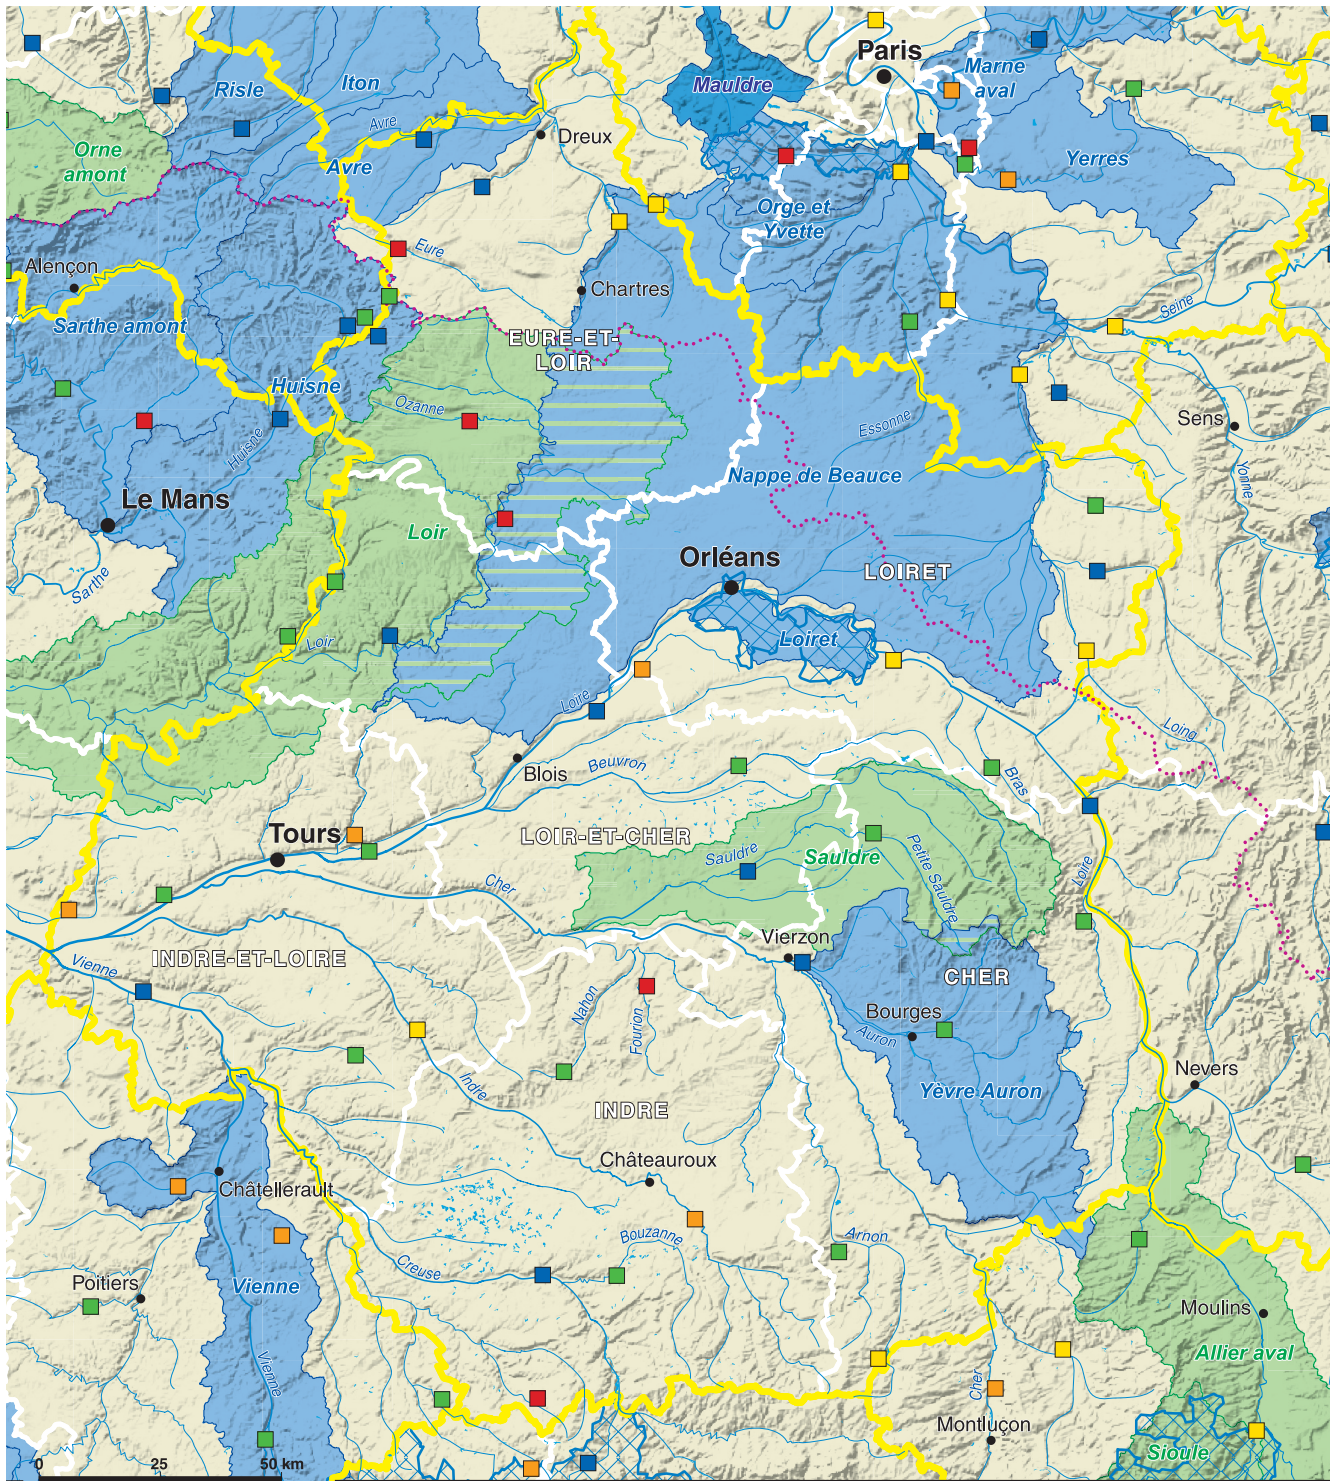 Paris
Marne
aval
Mauldre
Risle
Iton
Avre
Dreux
Orne
amont
Avre
Yerres
Orge et
Yvette
Eure
Alençon
Chartres
Seine
Sarthe amont
EURE-ET-
LOIR
Huisne
Ozanne
Essonne
Sens
Huisne
Nappe de Beauce
Yonne
Le Mans
Loir
Orléans
LOIRET
Sarthe
Loiret
Loir
Loire
Loing
Blois
Beuvron
Bras
Tours
LOIR-ET-CHER
Sauldre
Sauldre
Petite Sauldre
Loire
Cher
Vierzon
Vienne
INDRE-ET-LOIRE
CHER
Nahon
Fourion
Bourges
Auron
Indre
Nevers
Yèvre Auron
INDRE
Châteauroux
Châtellerault
Bouzanne
Arnon
Creuse
Poitiers
Vienne
Moulins
Allier aval
Vienne
Cher
Montluçon
Sioule
0 25 50 km